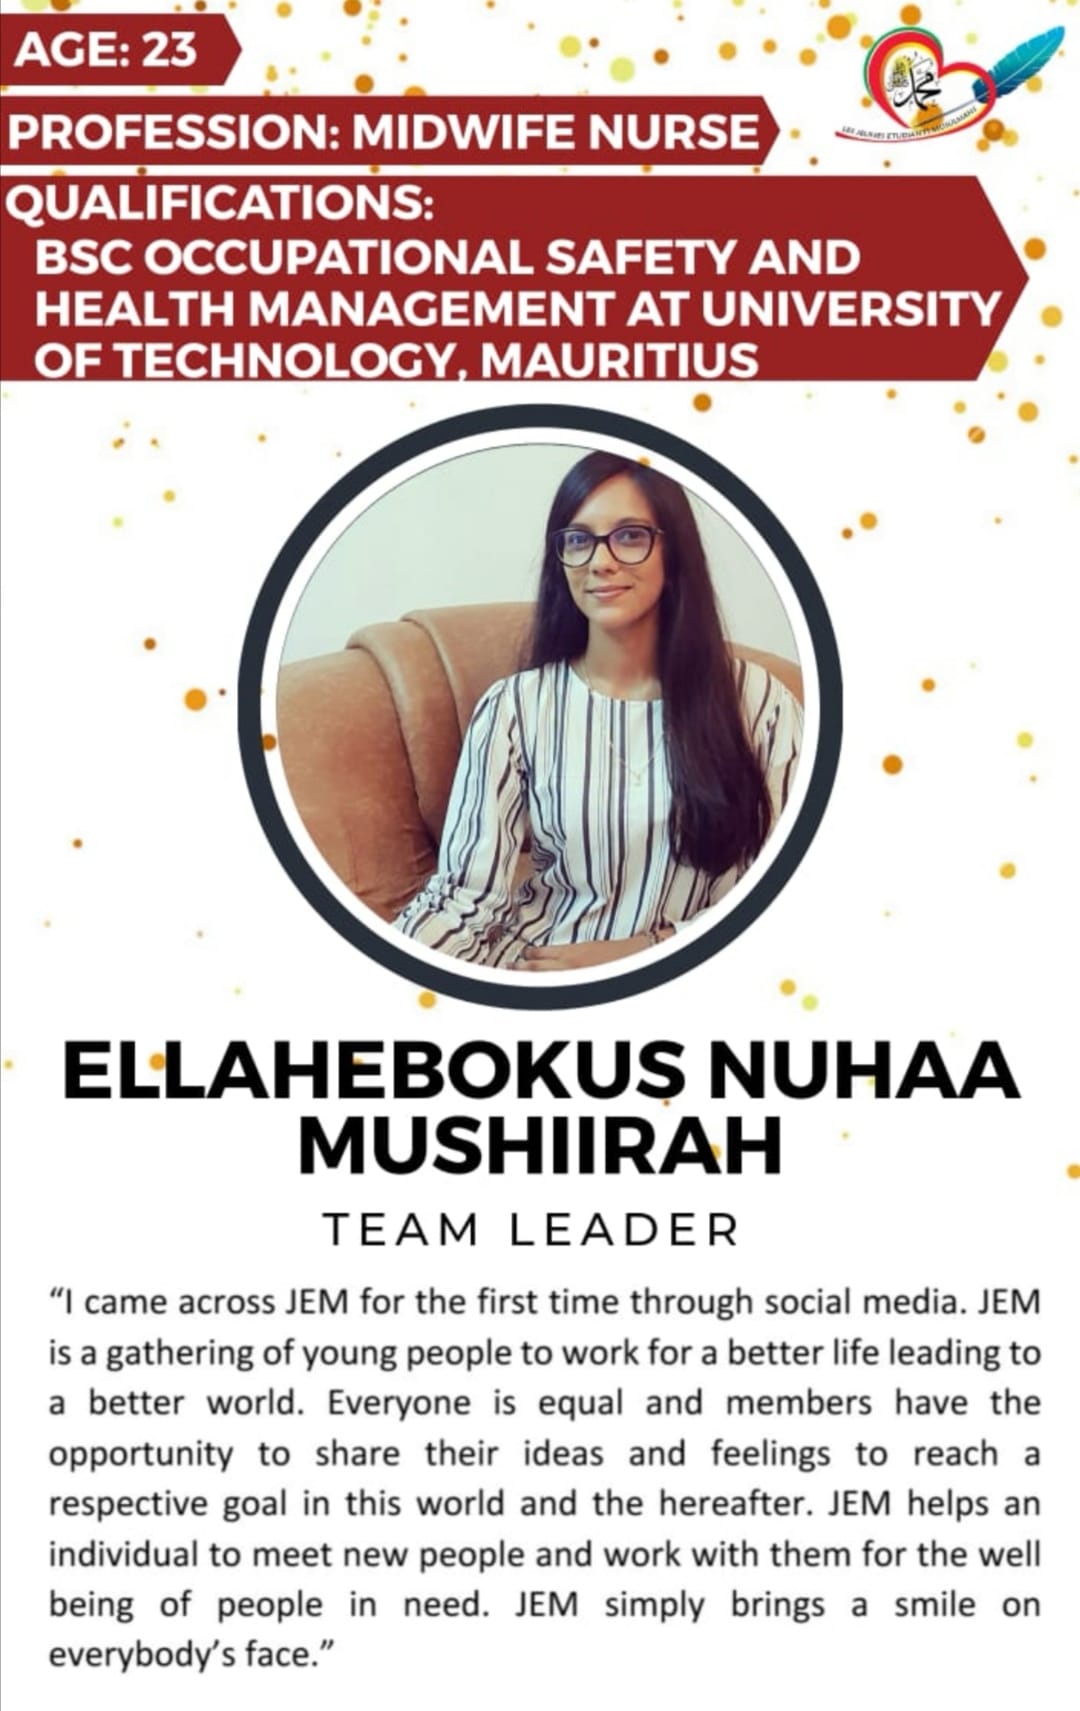 AGE: 23
PROFESSION: MIDWIFE NURSE
QUALIFICATIONS:
BSC OCCUPATIONAL SAFETY AND
HEALTH MANAGEMENT AT UNIVERSITY
OF TECHNOLOGY, MAURITIUS
محمد
LES JEUNES ETUDIANTS MUSULMANS
ELLAHEBOKUS NUHAA
MUSHIIRAH
TEAM LEADER
“I came across JEM for the first time through social media. JEM
is a gathering of young people to work for a better life leading to
a better world. Everyone is equal and members have the
opportunity to share their ideas and feelings to reach a
respective goal in this world and the hereafter. JEM helps an
individual to meet new people and work with them for the well
being of people in need. JEM simply brings a smile on
everybody’s face.”